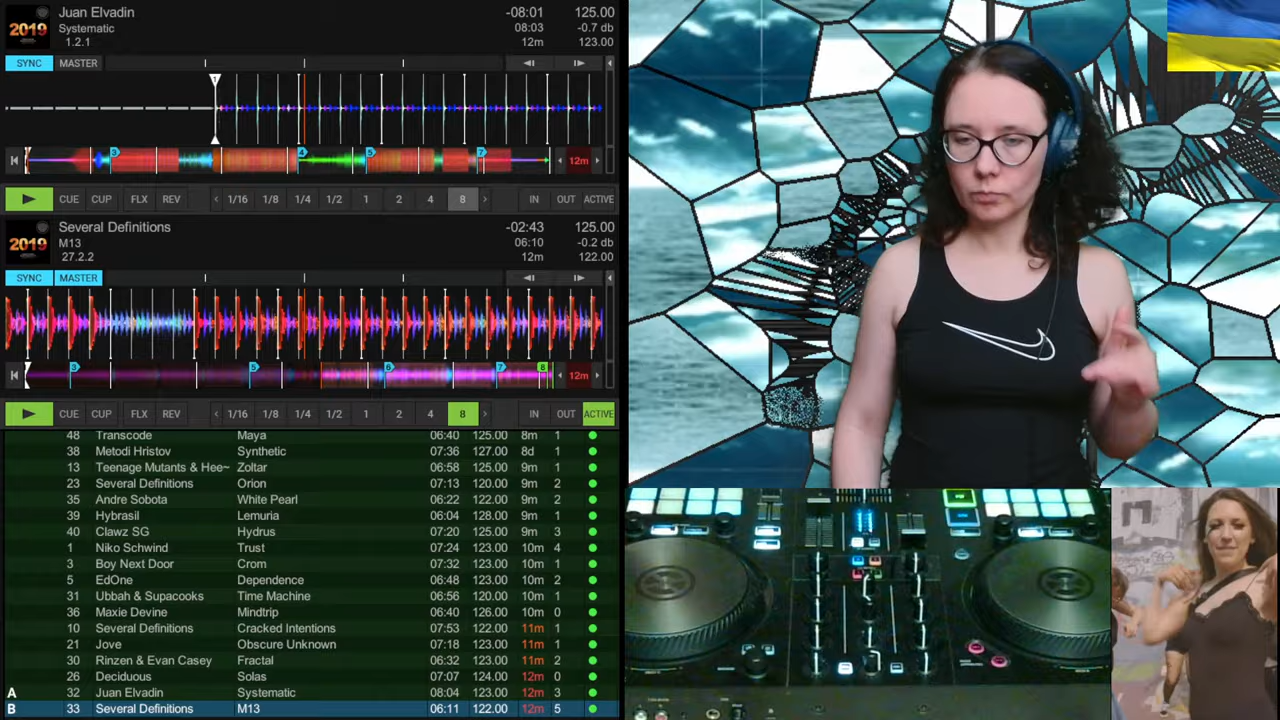 Juan Elvadin -08:01 125.00
2019 Systematic 08:03 -0.7 db
1.2.1 12m 123.00
SYNC MASTER
1
3 4 5 7 12m
CUE CUP FLX REV 1/16 1/8 1/4 1/2 1 2 4 8 IN OUT ACTIVE
Several Definitions -02:43 125.00
2019 M13 06:10 -0.2 db
27.2.2 12m 122.00
SYNC MASTER
3 5 6 7 8 12m
CUE CUP FLX REV 1/16 1/8 1/4 1/2 1 2 4 8 IN OUT ACTIVE
48 Transcode Maya 06:40 125.00 8m 1
38 Metodi Hristov Synthetic 07:36 127.00 8d 1
13 Teenage Mutants & Hee~ Zoltar 06:58 125.00 9m 1
23 Several Definitions Orion 07:13 120.00 9m 2
35 Andre Sobota White Pearl 06:22 122.00 9m 2
39 Hybrasil Lemuria 06:04 128.00 9m 1
40 Clawz SG Hydrus 07:20 125.00 9m 3
1 Niko Schwind Trust 07:24 123.00 10m 4
3 Boy Next Door Crom 07:32 123.00 10m 1
5 EdOne Dependence 06:48 123.00 10m 2
31 Ubbah & Supacooks Time Machine 06:56 120.00 10m 1
36 Maxie Devine Mindtrip 06:40 126.00 10m 0
10 Several Definitions Cracked Intentions 07:53 122.00 11m 1
21 Jove Obscure Unknown 07:18 123.00 11m 1
30 Rinzen & Evan Casey Fractal 06:32 123.00 11m 2
26 Deciduous Solas 07:07 124.00 12m 0
A 32 Juan Elvadin Systematic 08:04 123.00 12m 3
B 33 Several Definitions M13 06:11 122.00 12m 5